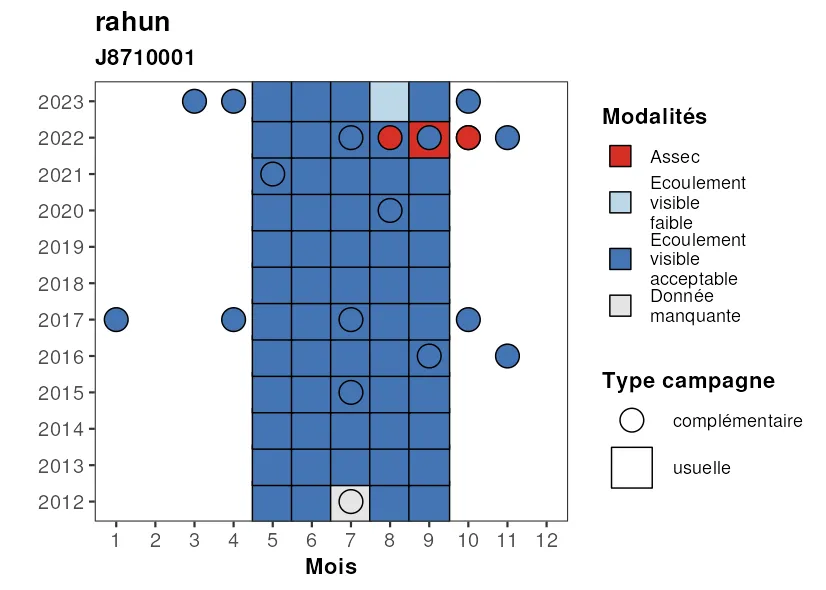 rahun
J8710001
2023
2022
2021
2020
2019
2018
2017
2016
2015
2014
2013
2012
1 2 3 4 5 6 7 8 9 10 11 12
Mois
Modalités
Assec
Ecoulement
visible
faible
Ecoulement
visible
acceptable
Donnée
manquante
Type campagne
complémentaire
usuelle